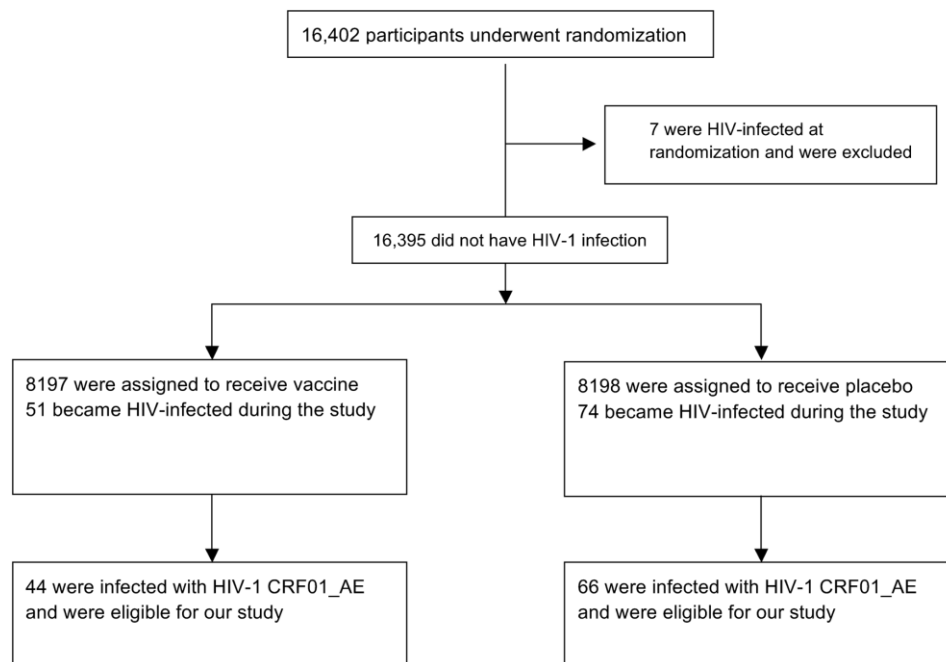 16,402 participants underwent randomization
7 were HIV-infected at
randomization and were excluded
16,395 did not have HIV-1 infection
8197 were assigned to receive vaccine
51 became HIV-infected during the study
8198 were assigned to receive placebo
74 became HIV-infected during the study
44 were infected with HIV-1 CRF01_AE
and were eligible for our study
66 were infected with HIV-1 CRF01_AE
and were eligible for our study